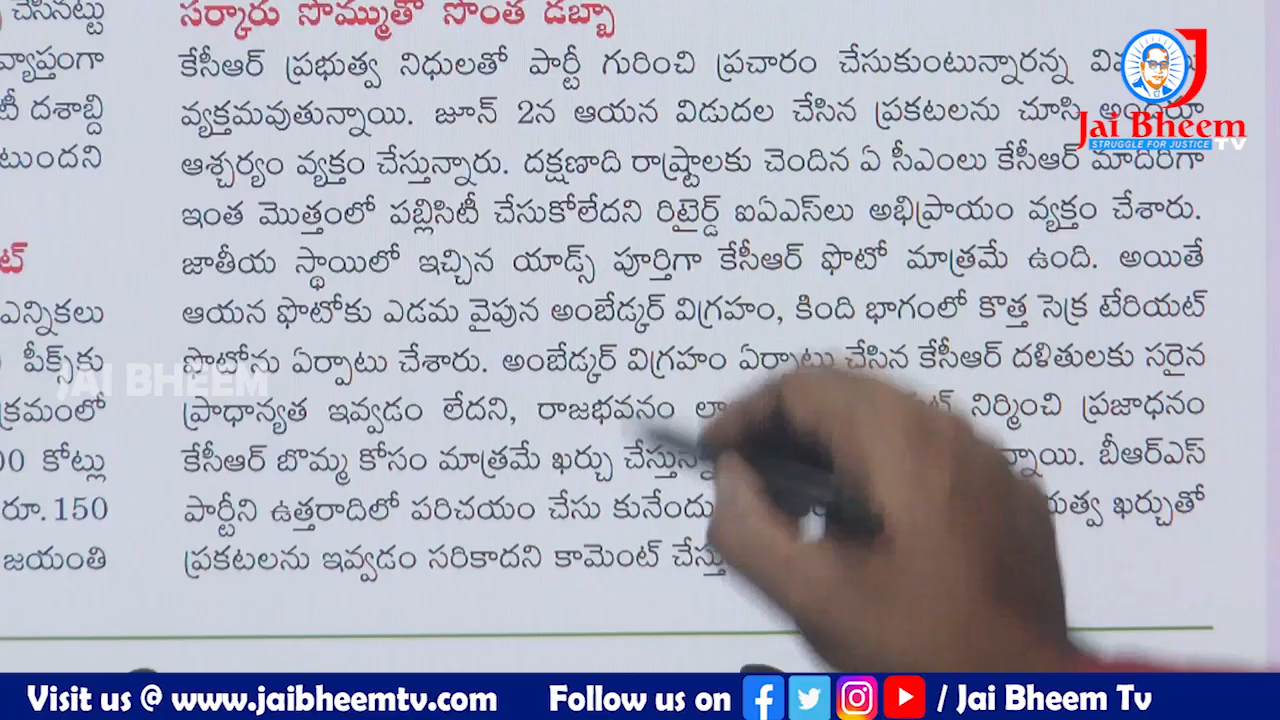 చేసినట్టు
వ్యాప్తంగా
టీ దశాబ్ది
టుందని
ట్
ఎన్నికలు
పీక్స్‌కు
క్రమంలో
00 కోట్లు
రూ.150
జయంతి
సర్కారు సొమ్ముతో సొంత డబ్బా
కేసీఆర్ ప్రభుత్వ నిధులతో పార్టీ గురించి ప్రచారం చేసుకుంటున్నారన్న
వ్యక్తమవుతున్నాయి. జూన్ 2న ఆయన విడుదల చేసిన ప్రకటలను చూసి అందరూ
ఆశ్చర్యం వ్యక్తం చేస్తున్నారు. దక్షణాది రాష్ట్రాలకు చెందిన ఏ సీఎంలు కేసీఆర్ మాదిరిగా
ఇంత మొత్తంలో పబ్లిసిటీ చేసుకోలేదని రిటైర్డ్ ఐఏఎస్‌లు అభిప్రాయం వ్యక్తం చేశారు.
జాతీయ స్థాయిలో ఇచ్చిన యాడ్స్ పూర్తిగా కేసీఆర్ ఫొటో మాత్రమే ఉంది. అయితే
ఆయన ఫొటోకు ఎడమ వైపున అంబేడ్కర్ విగ్రహం, కింది భాగంలో కొత్త సెక్ర టేరియట్
ఫొటోను ఏర్పాటు చేశారు. అంబేడ్కర్ విగ్రహం ఏర్పాటు చేసిన కేసీఆర్ దళితులకు సరైన
ప్రాధాన్యత ఇవ్వడం లేదని, రాజభవనం నిర్మించి ప్రజాధనం
కేసీఆర్ బొమ్మ కోసం మాత్రమే ఖర్చు బీఆర్ఎస్
పార్టీని ఉత్తరాదిలో పరిచయం చేసు కునేందు ఖర్చుతో
ప్రకటలను ఇవ్వడం సరికాదని కామెంట్
Jai Bheem
STRUGGLE FOR JUSTICE TV
JAI BHEEM
Visit us @ www.jaibheemtv.com Follow us on / Jai Bheem Tv